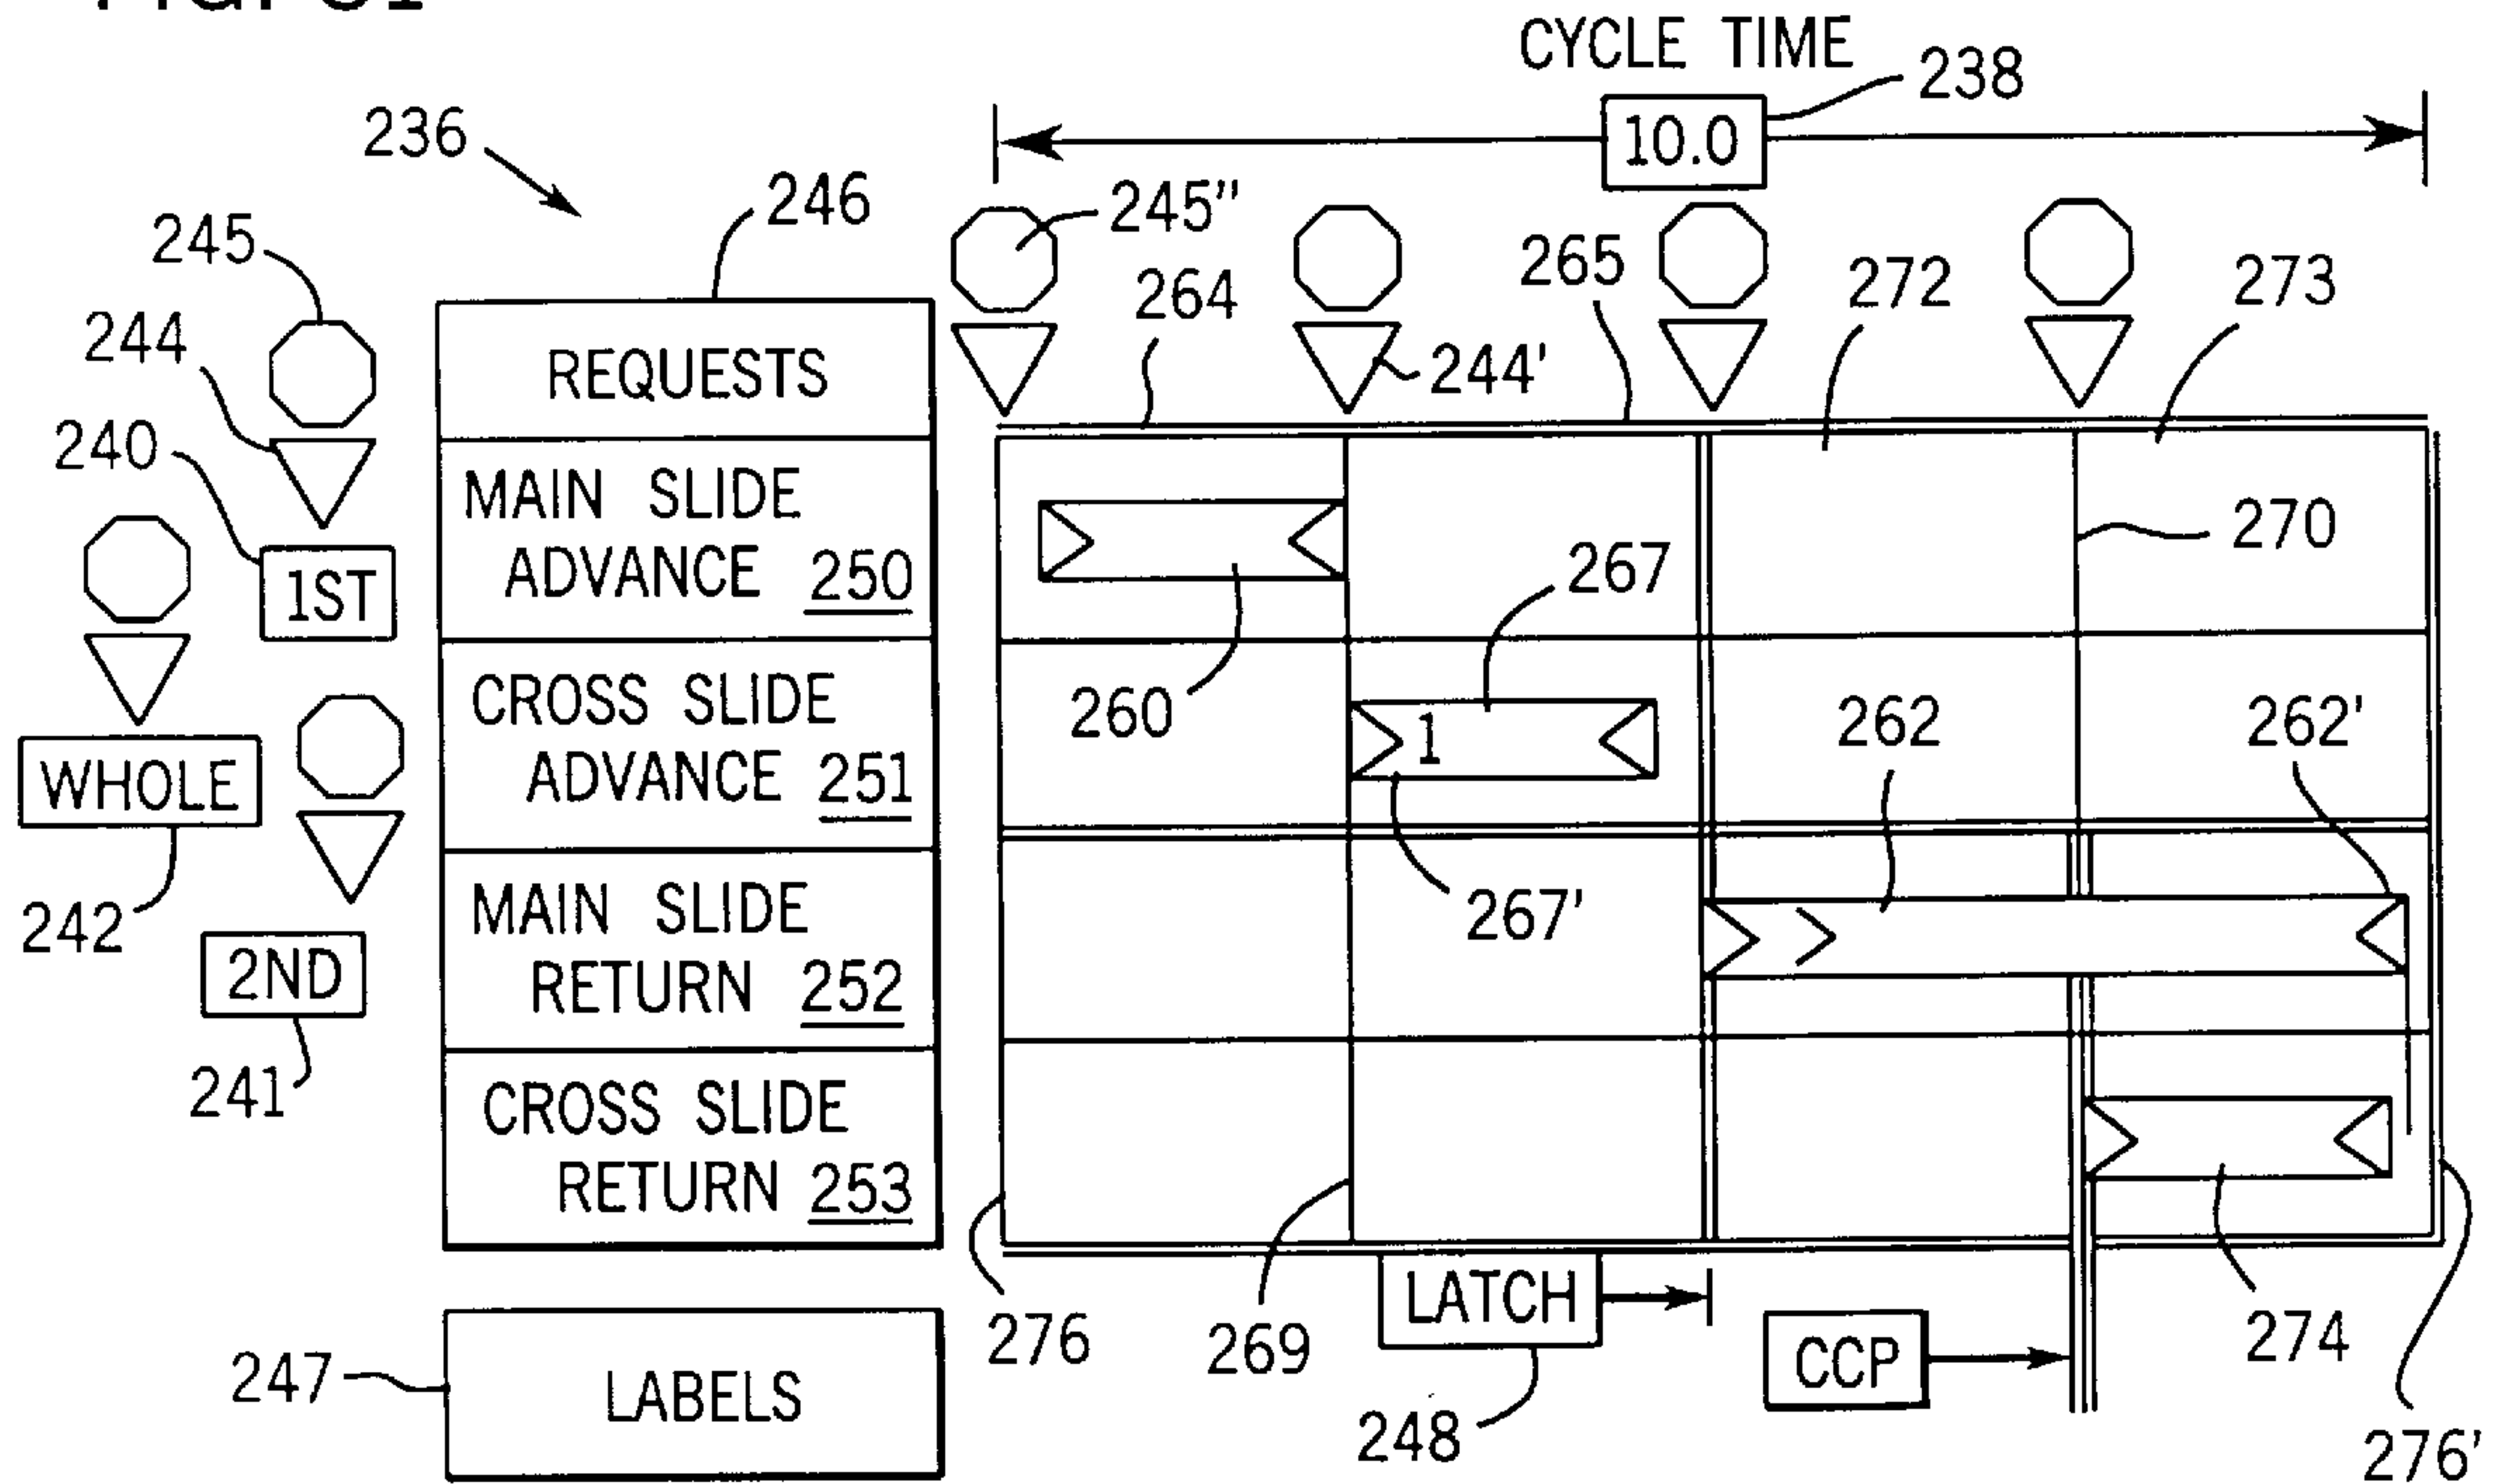 CYCLE TIME
238
10.0
236
246
245"
245
264
265
272
273
244
244'
REQUESTS
240
MAIN SLIDE
ADVANCE 250
270
267
1ST
260
CROSS SLIDE
ADVANCE 251
1
262
262'
WHOLE
267'
242
MAIN SLIDE
RETURN 252
2ND
241
CROSS SLIDE
RETURN 253
LATCH
276
269
CCP
274
247
LABELS
248
276'